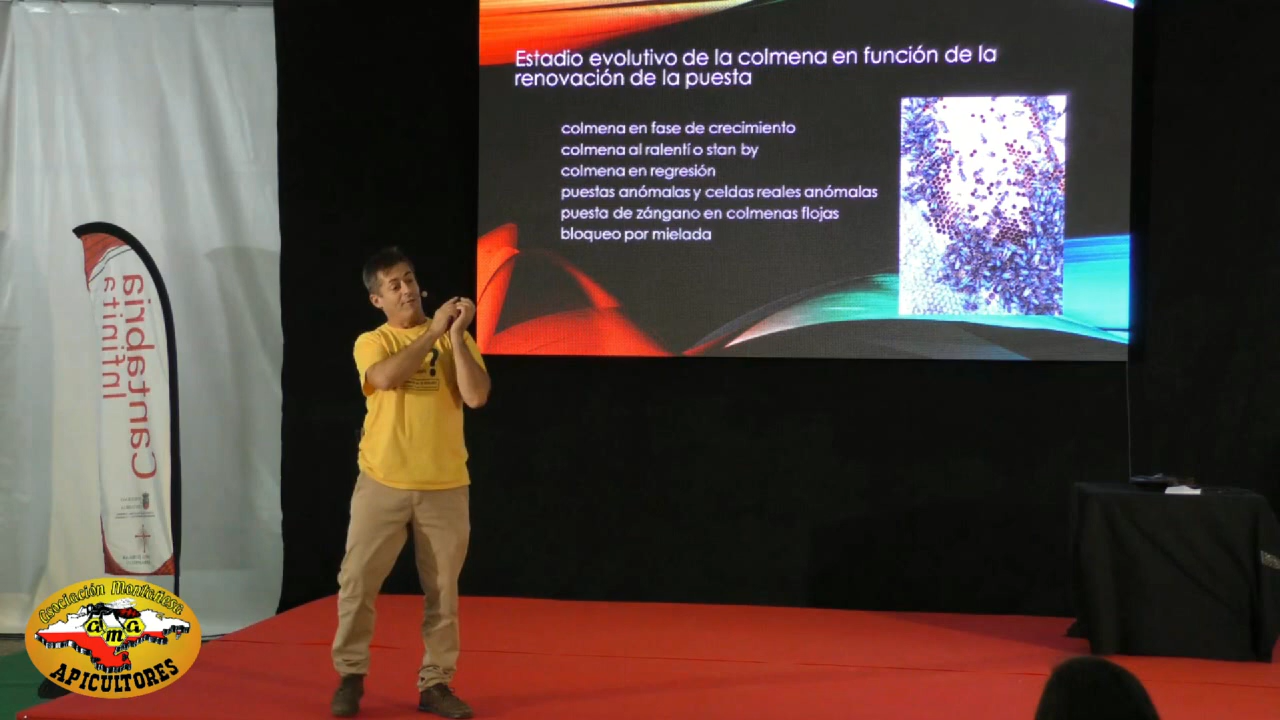 Estadio evolutivo de la colmena en función de la
renovación de la puesta
colmena en fase de crecimiento
colmena al ralentí o stan by
colmena en regresión
puestas anómalas y celdas reales anómalas
puesta de zángano en colmenas flojas
bloqueo por mielada
?
Cantabria
Infinita
Asociación Montañesa
ama
APICULTORES